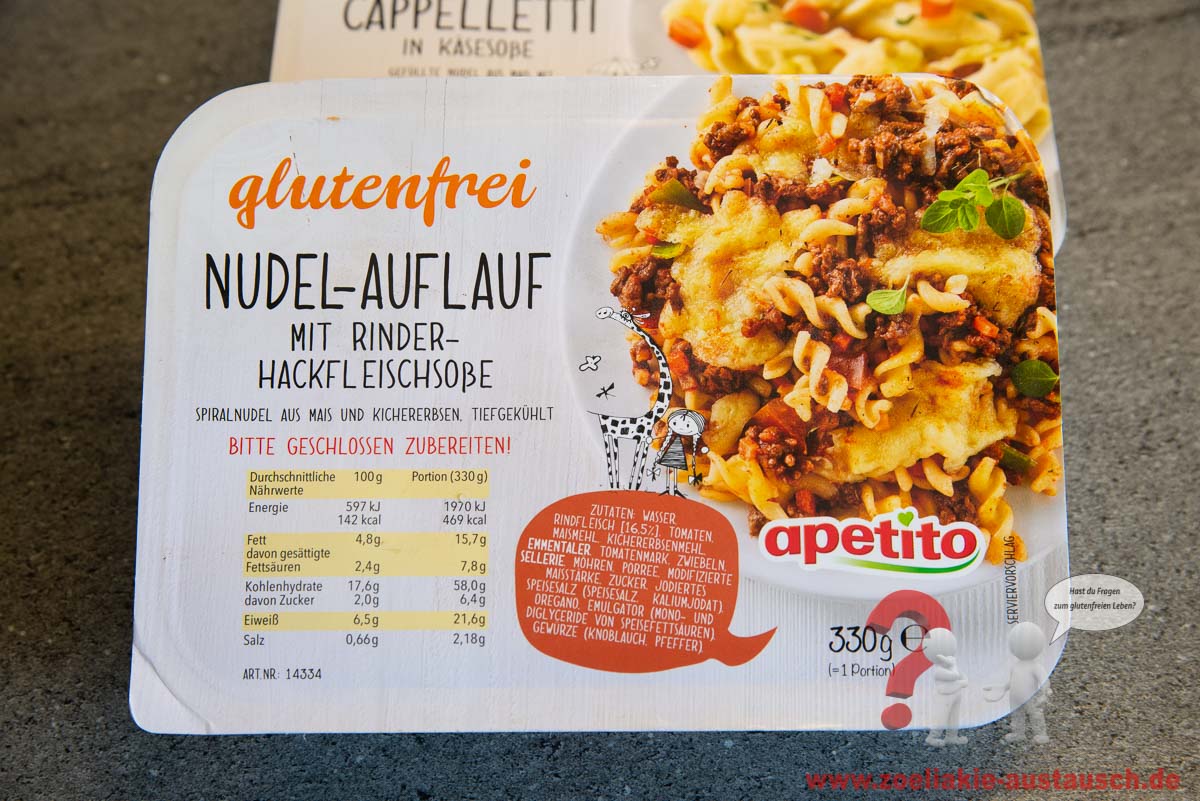 CAPPELLETTI
IN KÄSESOßE
glutenfrei
NUDEL-AUFLAUF
MIT RINDER-
HACKFLEISCHSOßE
SPIRALNUDEL AUS MAIS UND KICHERERBSEN, TIEFGEKÜHLT
BITTE GESCHLOSSEN ZUBEREITEN!
Durchschnittliche 100 g Portion (330 g)
Nährwerte
Energie 597 kJ 1970 kJ
142 kcal 469 kcal
Fett 4,8g 15,7g
davon gesättigte
Fettsäuren 2,4g 7,8g
Kohlenhydrate 17,6g 58,0g
davon Zucker 2,0g 6,4g
Eiweiß 6,5g 21,6g
Salz 0,66g 2,18g
ART.NR: 14334
ZUTATEN: WASSER,
RINDFLEISCH [16,5%], TOMATEN,
MAISMEHL, KICHERERBSENMEHL,
EMMENTALER, TOMATENMARK, ZWIEBELN,
SELLERIE, MÖHREN, PORREE, MODIFIZIERTE
MAISSTÄRKE, ZUCKER, JODIERTES
SPEISESALZ (SPEISESALZ, KALIUMJODAT),
OREGANO, EMULGATOR (MONO- UND
DIGLYCERIDE VON SPEISEFETTSÄUREN),
GEWÜRZE (KNOBLAUCH, PFEFFER).
apetito
SERVIERVORSCHLAG
330g e
(=1 Portion)
Hast du Fragen
zum glutenfreien Leben?
www.zoeliakie-austausch.de